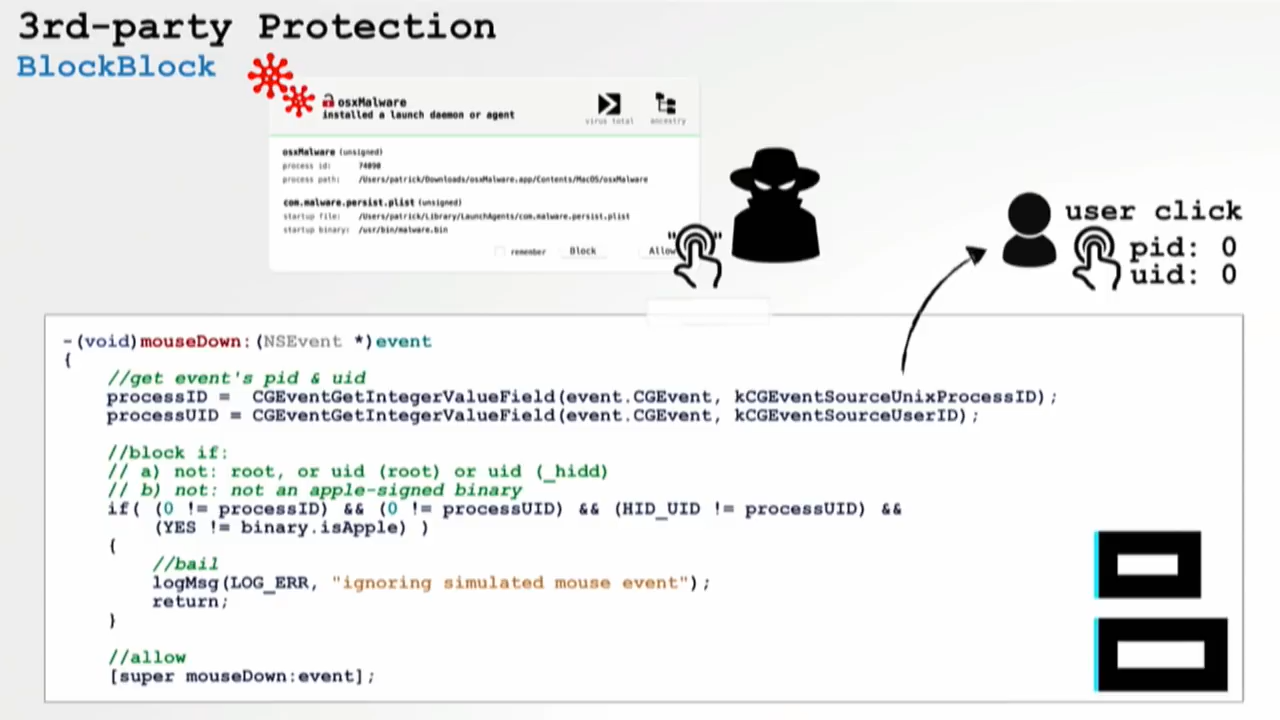 3rd-party Protection
BlockBlock
osxMalware
installed a launch daemon or agent
virus total
ancestry
osxMalware (unsigned)
process id: 74090
process path: /Users/patrick/Downloads/osxMalware.app/Contents/MacOS/osxMalware
com.malware.persist.plist (unsigned)
startup file: /Users/patrick/Library/LaunchAgents/com.malware.persist.plist
startup binary: /usr/bin/malware.bin
remember
Block
Allow
" "
user click
pid: 0
uid: 0
-(void)mouseDown:(NSEvent *)event
{
//get event's pid & uid
processID = CGEventGetIntegerValueField(event.CGEvent, kCGEventSourceUnixProcessID);
processUID = CGEventGetIntegerValueField(event.CGEvent, kCGEventSourceUserID);
//block if:
// a) not: root, or uid (root) or uid (_hidd)
// b) not: not an apple-signed binary
if( (0 != processID) && (0 != processUID) && (HID_UID != processUID) &&
(YES != binary.isApple) )
{
//bail
logMsg(LOG_ERR, "ignoring simulated mouse event");
return;
}
//allow
[super mouseDown:event];